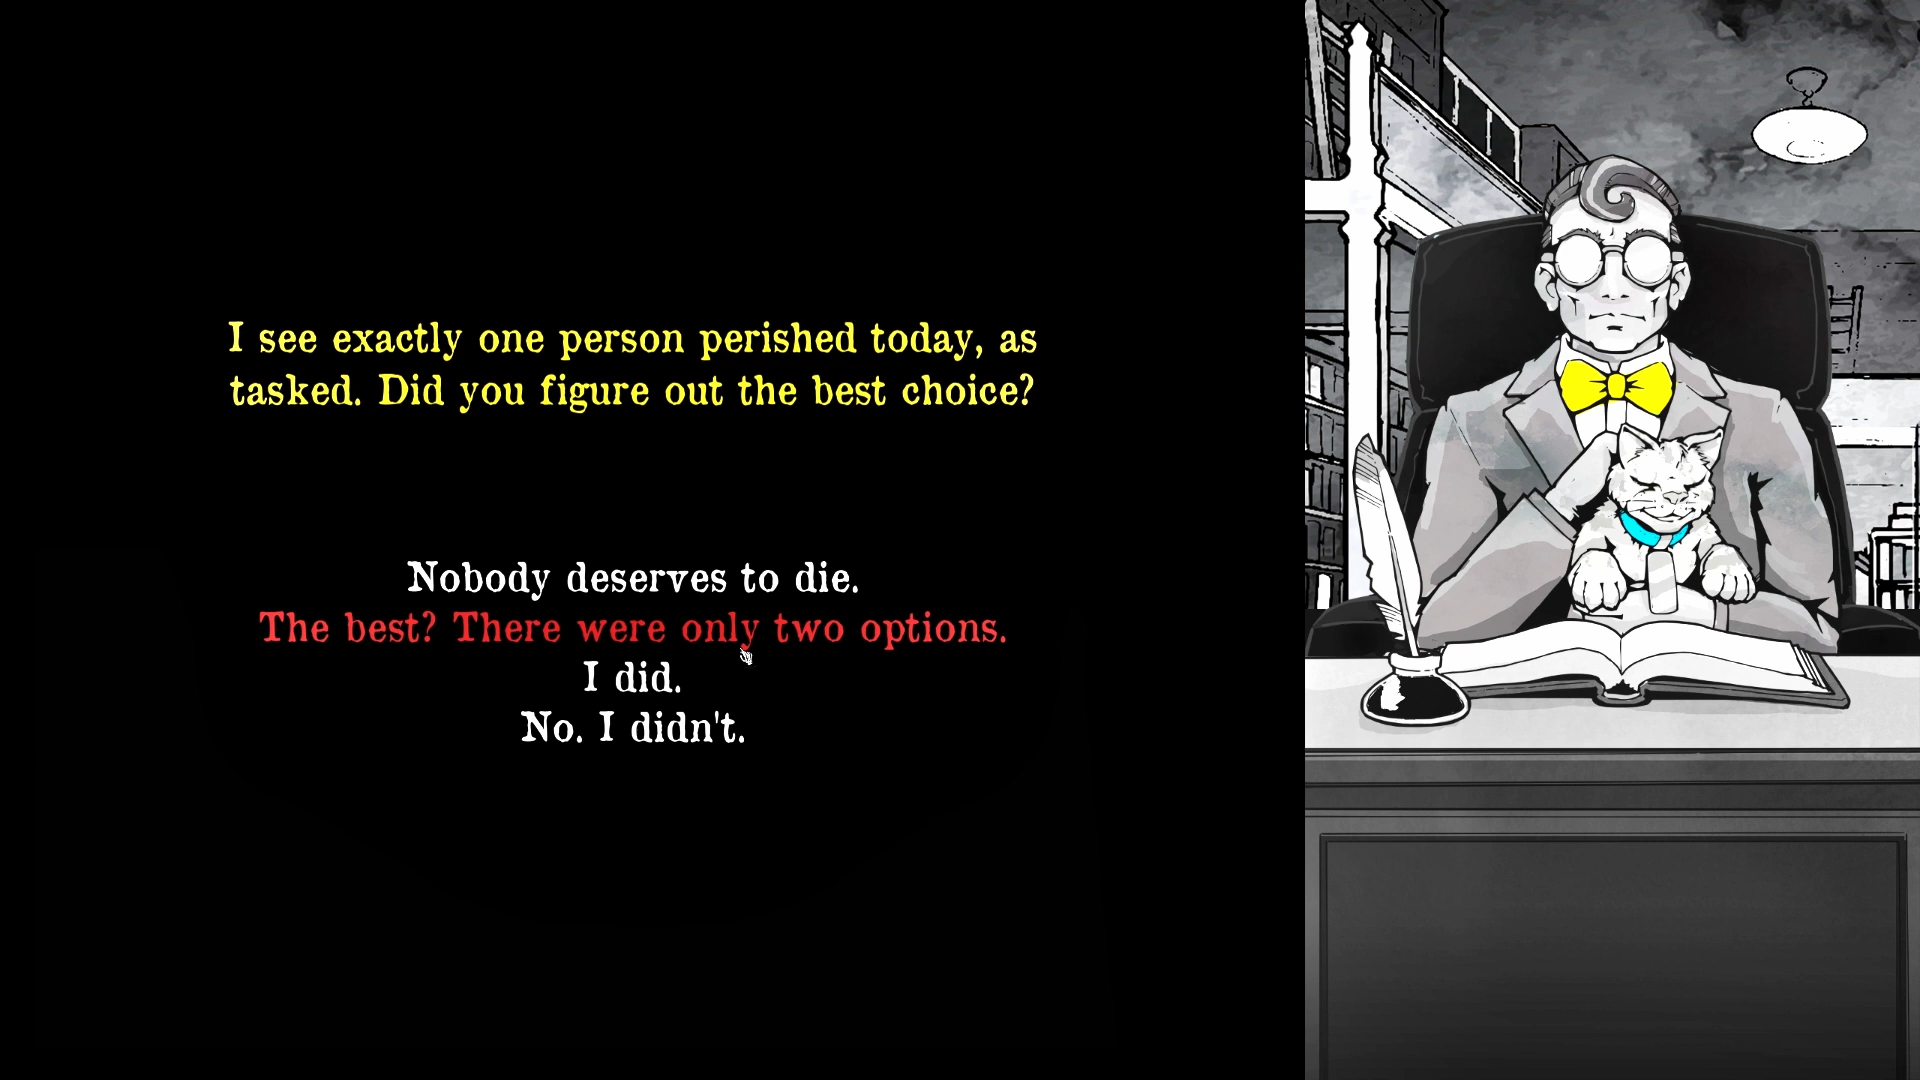 I see exactly one person perished today, as
tasked. Did you figure out the best choice?
Nobody deserves to die.
The best? There were only two options.
I did.
No. I didn't.